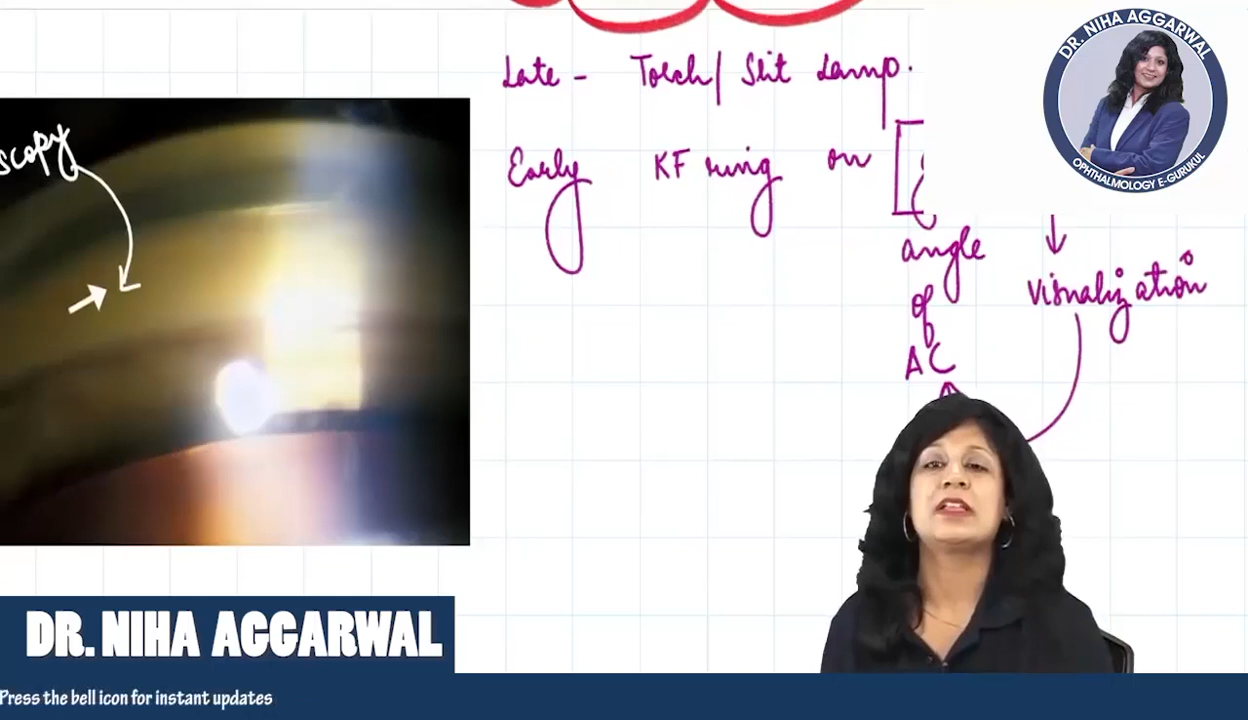 Late - Torch / Slit Lamp.
scopy
Early KF ring on [
angle
of
AC
visualization
DR. NIHA AGGARWAL
OPHTHALMOLOGY E-GURUKUL
DR. NIHA AGGARWAL
Press the bell icon for instant updates